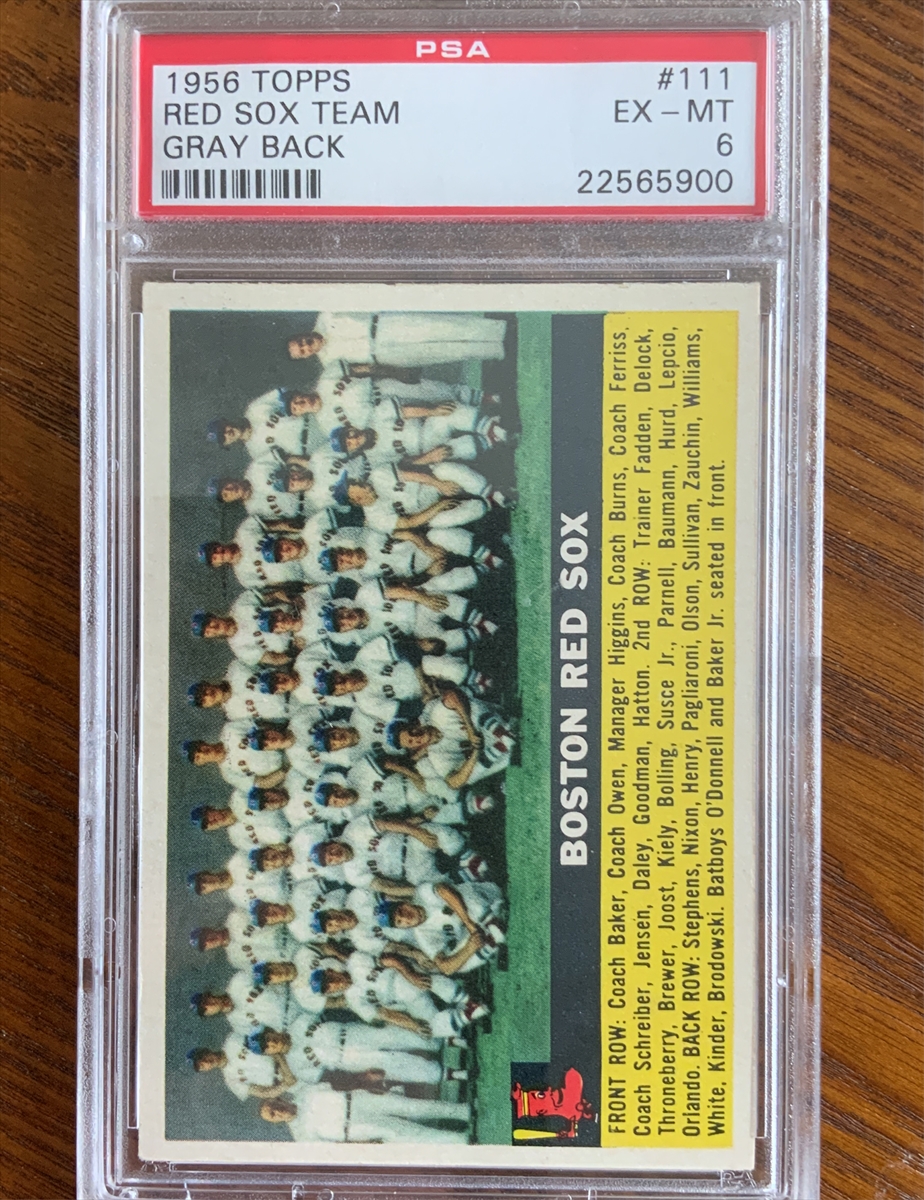 PSA
1956 TOPPS #111
RED SOX TEAM EX - MT
GRAY BACK 6
22565900
BOSTON RED SOX
FRONT ROW: Coach Baker, Coach Owen, Manager Higgins, Coach Burns, Coach Ferriss,
Coach Schreiber, Jensen, Daley, Goodman, Hatton. 2nd ROW: Trainer Fadden, Delock,
Throneberry, Brewer, Joost, Kiely, Bolling, Susce Jr., Parnell, Baumann, Hurd, Lepcio,
Orlando. BACK ROW: Stephens, Nixon, Henry, Pagliaroni, Olson, Sullivan, Zauchin, Williams,
White, Kinder, Brodowski. Batboys O'Donnell and Baker Jr. seated in front.